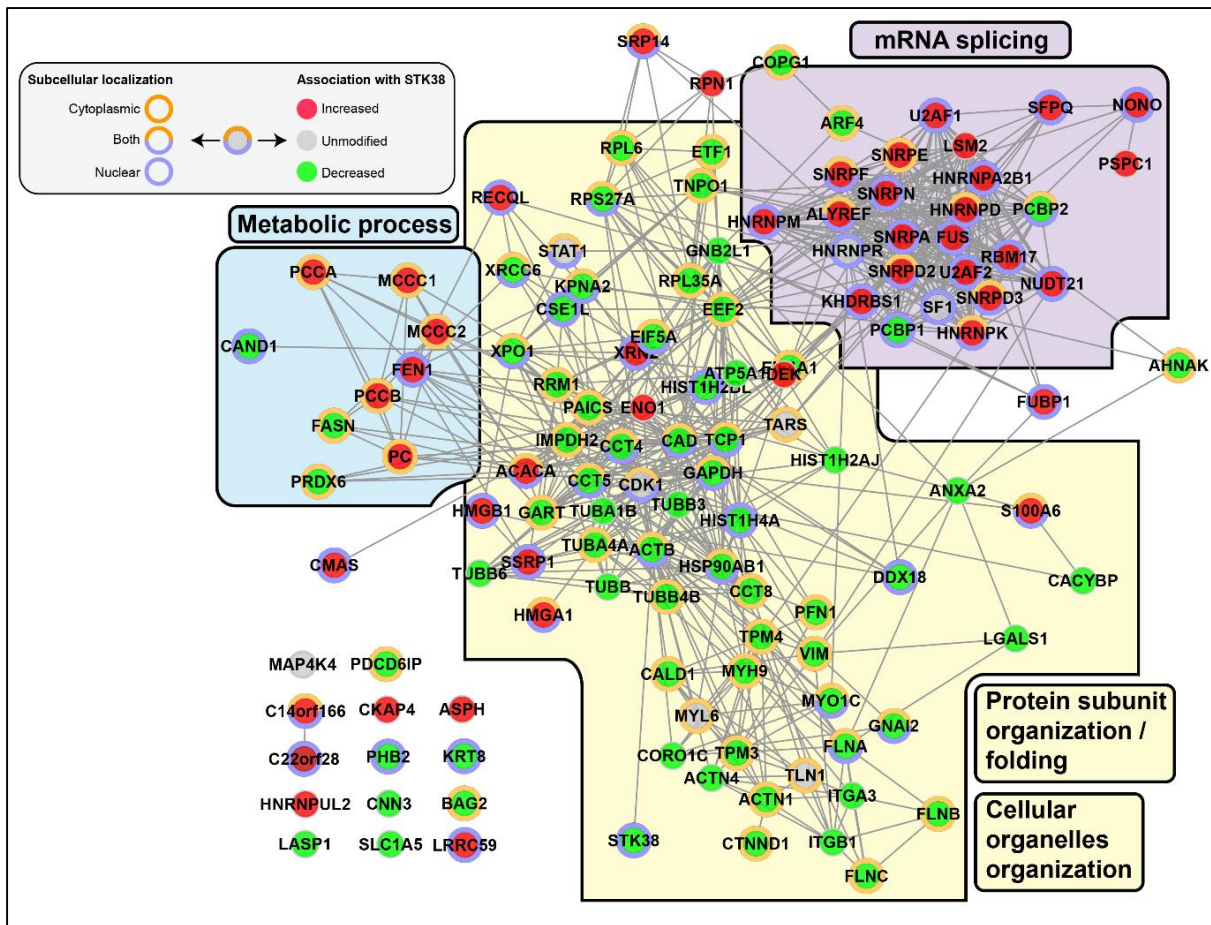 mRNA splicing
Subcellular localization
Association with STK38
Cytoplasmic
Both
Nuclear
Increased
Unmodified
Decreased
SRP14
RPN1
COPG1
ARF4
U2AF1
SFPQ
NONO
LSM2
PSPC1
SNRPE
SNRPF
SNRPN
HNRNPA2B1
ALYREF
HNRNPD
PCBP2
HNRNPM
HNRNPR
SNRPA
FUS
RBM17
SNRPD2
U2AF2
NUDT21
SNRPD3
KHDRBS1
SF1
PCBP1
HNRNPK
AHNAK
FUBP1
RPL6
ETF1
TNPO1
RECQL
RPS27A
STAT1
GNB2L1
XRCC6
KPNA2
RPL35A
CSE1L
EEF2
Metabolic process
PCCA
MCCC1
MCCC2
CAND1
FEN1
PCCB
FASN
PC
PRDX6
XPO1
EIF5A
XRN2
ATP5A1
DEK
RRM1
PAICS
ENO1
TARS
IMPDH2
CCT4
CAD
TCP1
HIST1H2AJ
ACACA
CCT5
CDK1
GAPDH
ANXA2
S100A6
HMGB1
GART
TUBA1B
TUBB3
HIST1H4A
CMAS
SSRP1
TUBA4A
ACTB
HSP90AB1
DDX18
CACYBP
TUBB6
TUBB
TUBB4B
CCT8
HMGA1
PFN1
LGALS1
TPM4
VIM
CALD1
MYH9
MYO1C
MYL6
GNAI2
CORO1C
TPM3
FLNA
ACTN4
TLN1
ACTN1
ITGA3
FLNB
STK38
CTNND1
ITGB1
FLNC
Protein subunit
organization /
folding
Cellular
organelles
organization
MAP4K4
PDCD6IP
C14orf166
CKAP4
ASPH
C22orf28
PHB2
KRT8
HNRNPUL2
CNN3
BAG2
LASP1
SLC1A5
LRRC59